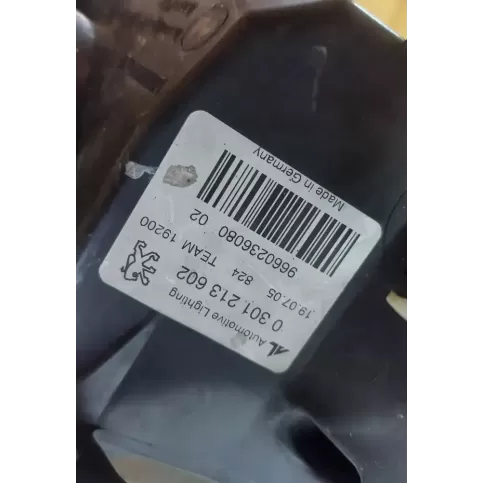 AL Automotive Lighting
0 301 213 602
19.07.05 824 TEAM 19200
9660236080 02
Made in Germany